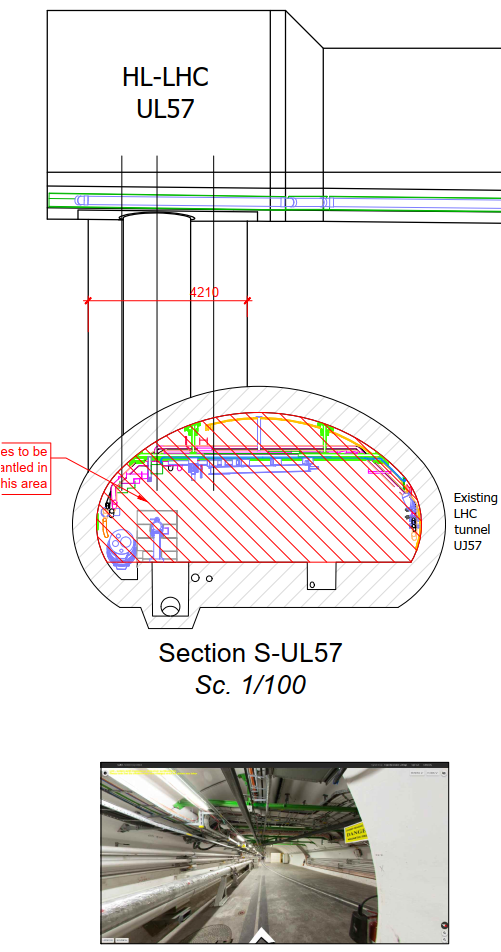 HL-LHC
UL57
4210
es to be
antled in
his area
Existing
LHC
tunnel
UJ57
Section S-UL57
Sc. 1/100
DANGER